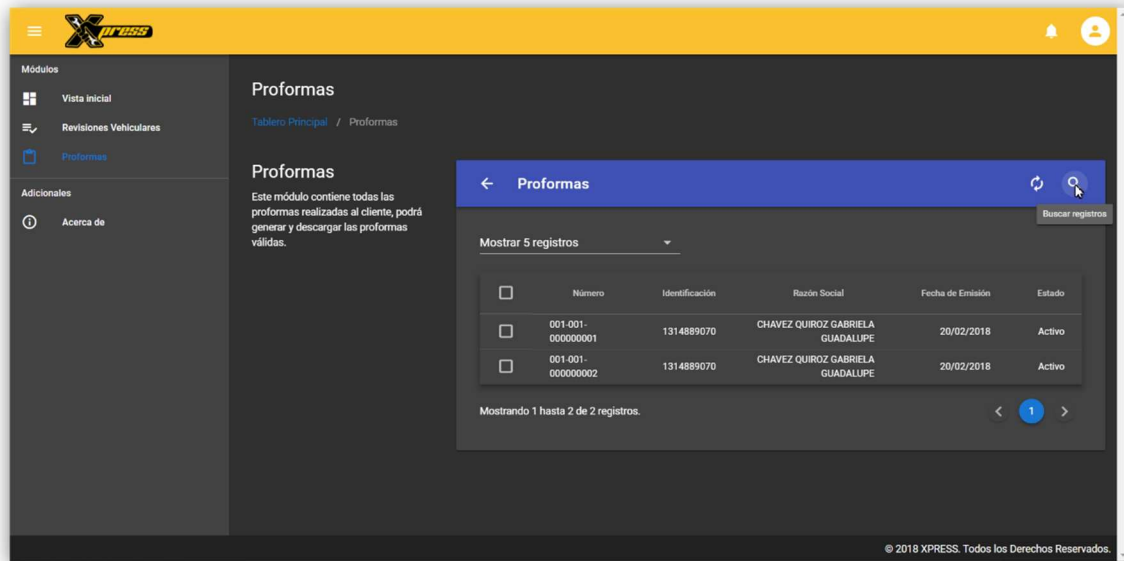 Xpress
Módulos
Vista inicial
Revisiones Vehiculares
Proformas
Adicionales
Acerca de
Proformas
Tablero Principal / Proformas
Proformas
Este módulo contiene todas las
proformas realizadas al cliente, podrá
generar y descargar las proformas
válidas.
Proformas
Buscar registros
Mostrar 5 registros
Número Identificación Razón Social Fecha de Emisión Estado
001-001-
000000001 1314889070 CHAVEZ QUIROZ GABRIELA
GUADALUPE 20/02/2018 Activo
001-001-
000000002 1314889070 CHAVEZ QUIROZ GABRIELA
GUADALUPE 20/02/2018 Activo
Mostrando 1 hasta 2 de 2 registros.
1
© 2018 XPRESS. Todos los Derechos Reservados.